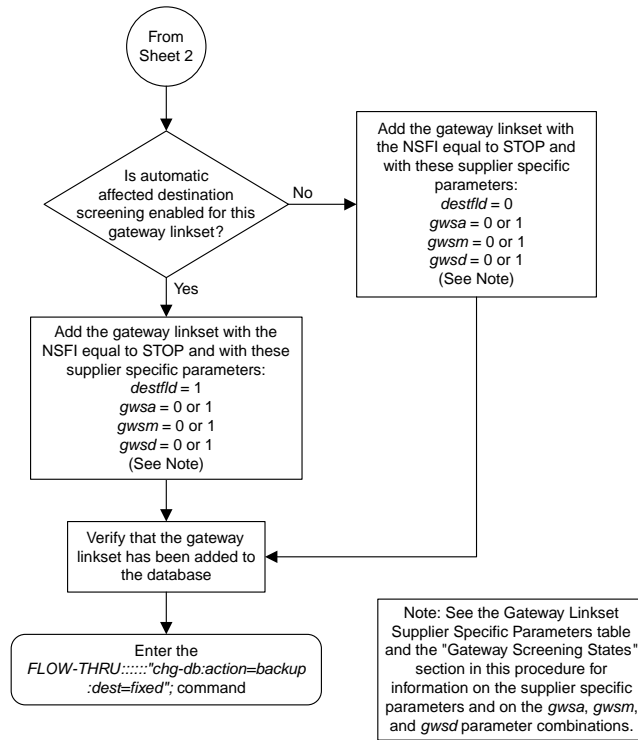 From
Sheet 2
Is automatic
affected destination
screening enabled for this
gateway linkset?
No
Yes
Add the gateway linkset with
the NSFI equal to STOP and
with these supplier specific
parameters:
destfld = 0
gwsa = 0 or 1
gwsm = 0 or 1
gwsd = 0 or 1
(See Note)
Add the gateway linkset with the
NSFI equal to STOP and with these
supplier specific parameters:
destfld = 1
gwsa = 0 or 1
gwsm = 0 or 1
gwsd = 0 or 1
(See Note)
Verify that the gateway
linkset has been added to
the database
Enter the
FLOW-THRU::::::"chg-db:action=backup
:dest=fixed"; command
Note: See the Gateway Linkset
Supplier Specific Parameters table
and the "Gateway Screening States"
section in this procedure for
information on the supplier specific
parameters and on the gwsa, gwsm,
and gwsd parameter combinations.